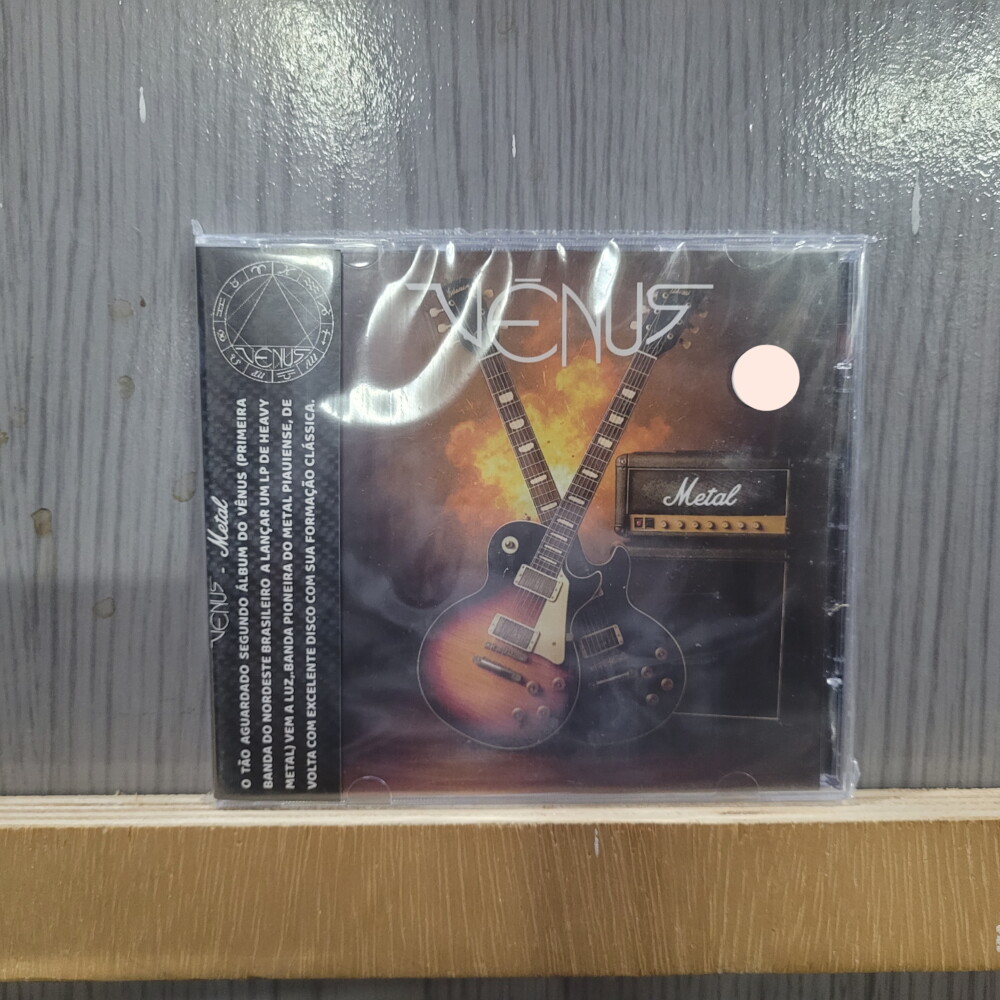 VÊNUS
VÊNUS - Metal
O TÃO AGUARDADO SEGUNDO ÁLBUM DO VÊNUS (PRIMEIRA
BANDA DO NORDESTE BRASILEIRO A LANÇAR UM LP DE HEAVY
METAL) VEM A LUZ,BANDA PIONEIRA DO METAL PIAUIENSE, DE
VOLTA COM EXCELENTE DISCO COM SUA FORMAÇÃO CLÁSSICA.
VÊNUS
Metal